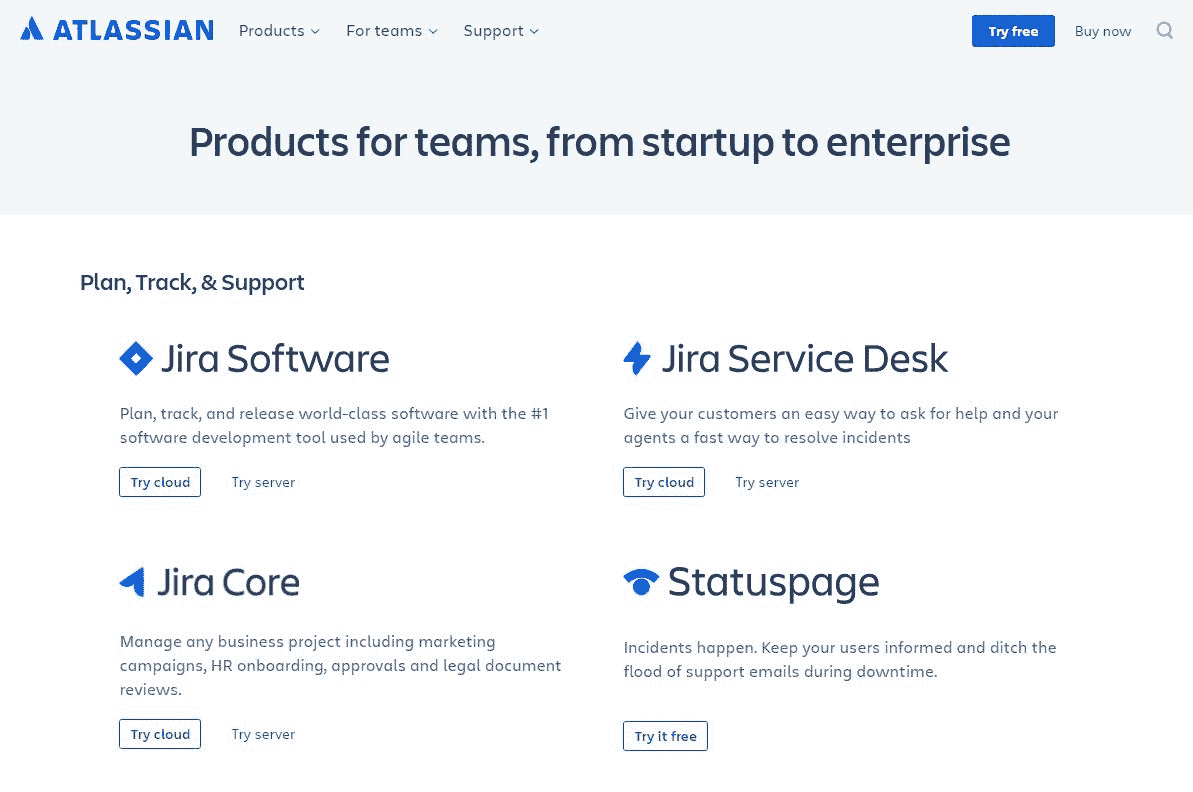 ATLASSIAN Products For teams Support Try free Buy now
Products for teams, from startup to enterprise
Plan, Track, & Support
Jira Software
Plan, track, and release world-class software with the #1
software development tool used by agile teams.
Try cloud Try server
Jira Service Desk
Give your customers an easy way to ask for help and your
agents a fast way to resolve incidents
Try cloud Try server
Jira Core
Manage any business project including marketing
campaigns, HR onboarding, approvals and legal document
reviews.
Try cloud Try server
Statuspage
Incidents happen. Keep your users informed and ditch the
flood of support emails during downtime.
Try it free